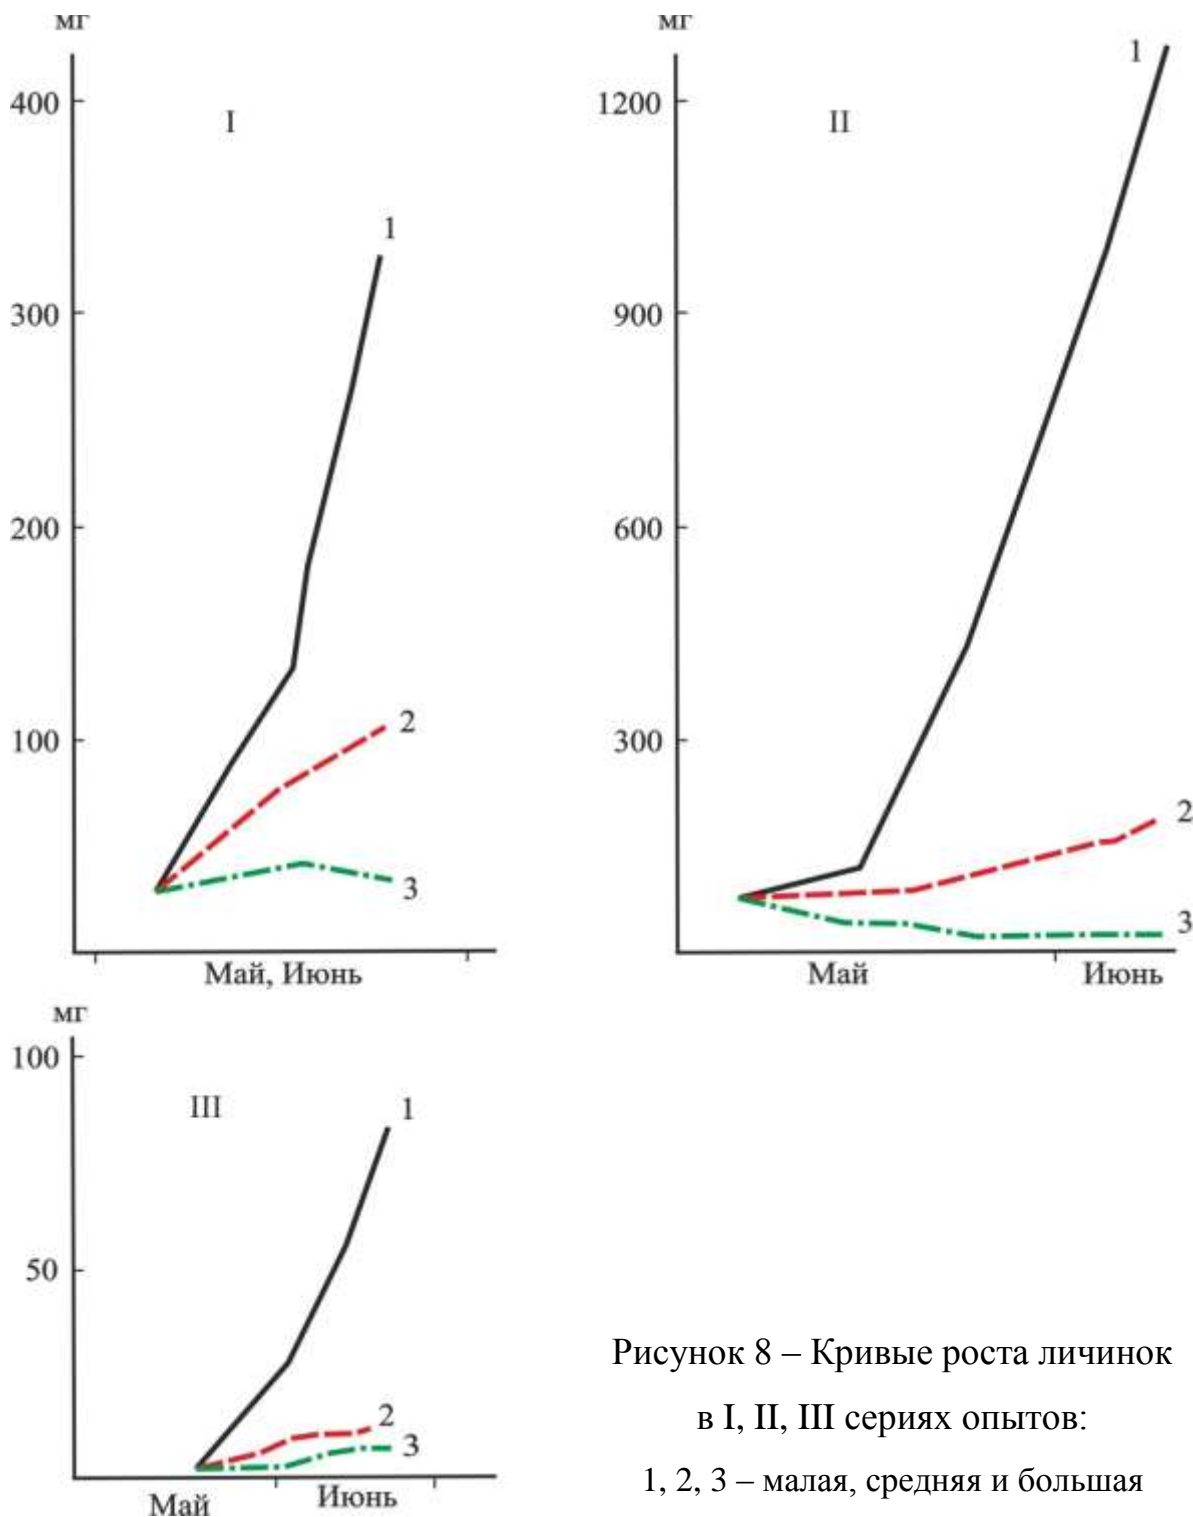 мг
400
300
200
100
I
1
2
3
Май, Июнь
мг
1200
900
600
300
II
1
2
3
Май
Июнь
мг
100
50
III
1
2
3
Май
Июнь
Рисунок 8 – Кривые роста личинок
в I, II, III сериях опытов:
1, 2, 3 – малая, средняя и большая